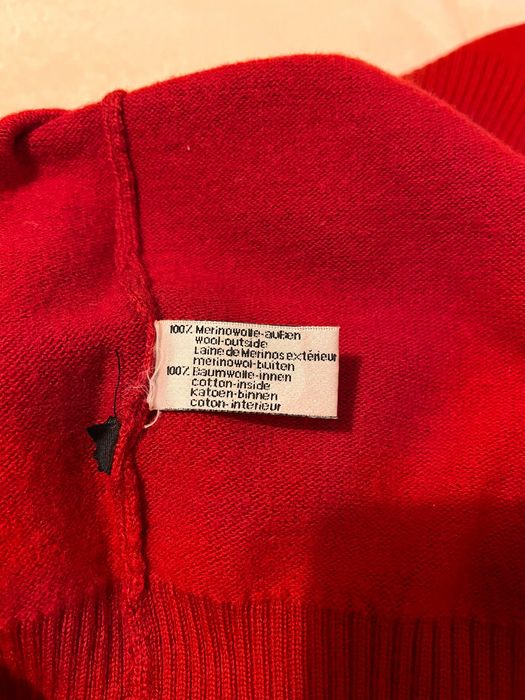 100% Merinowolle-außen
wool-outside
Laine de Merinos extérieur
merinowol-buiten
100% Baumwolle-innen
cotton-inside
Katoen-binnen
coton-interieur